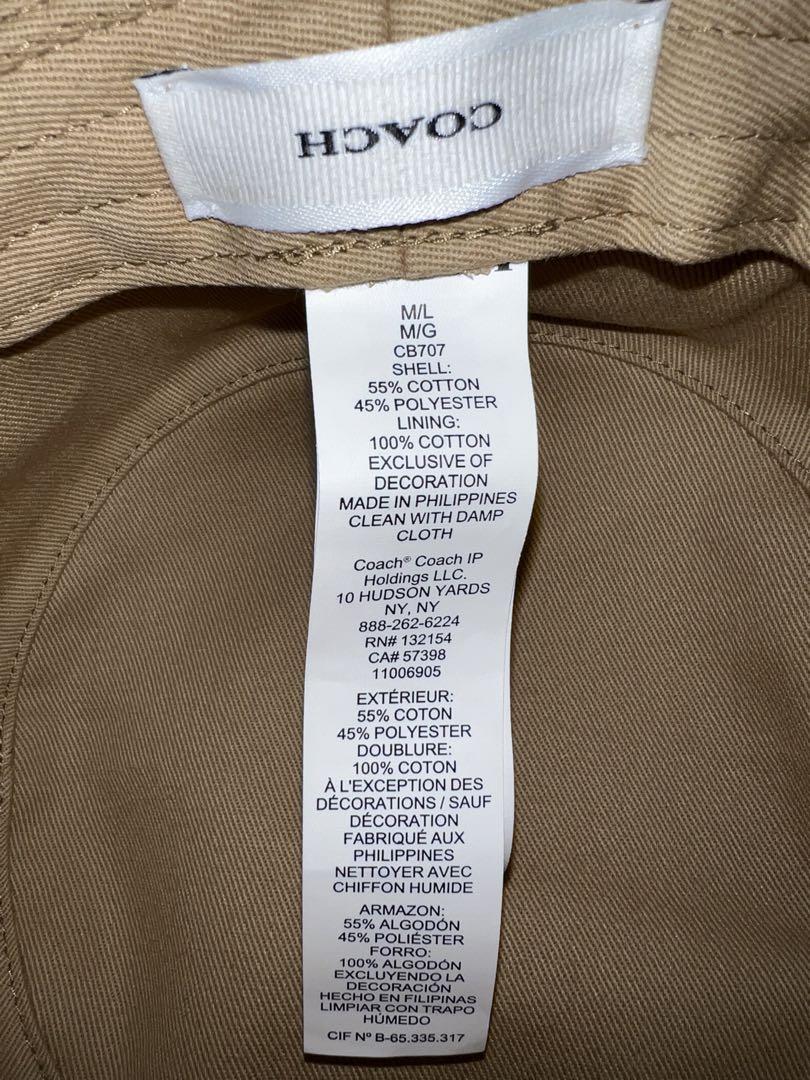 COACH
M/L
M/G
CB707
SHELL:
55% COTTON
45% POLYESTER
LINING:
100% COTTON
EXCLUSIVE OF
DECORATION
MADE IN PHILIPPINES
CLEAN WITH DAMP
CLOTH
Coach® Coach IP
Holdings LLC.
10 HUDSON YARDS
NY, NY
888-262-6224
RN# 132154
CA# 57398
11006905
EXTÉRIEUR:
55% COTON
45% POLYESTER
DOUBLURE:
100% COTON
À L'EXCEPTION DES
DÉCORATIONS / SAUF
DÉCORATION
FABRIQUÉ AUX
PHILIPPINES
NETTOYER AVEC
CHIFFON HUMIDE
ARMAZON:
55% ALGODÓN
45% POLIÉSTER
FORRO:
100% ALGODÓN
EXCLUYENDO LA
DECORACIÓN
HECHO EN FILIPINAS
LIMPIAR CON TRAPO
HÚMEDO
CIF Nº B-65.335.317